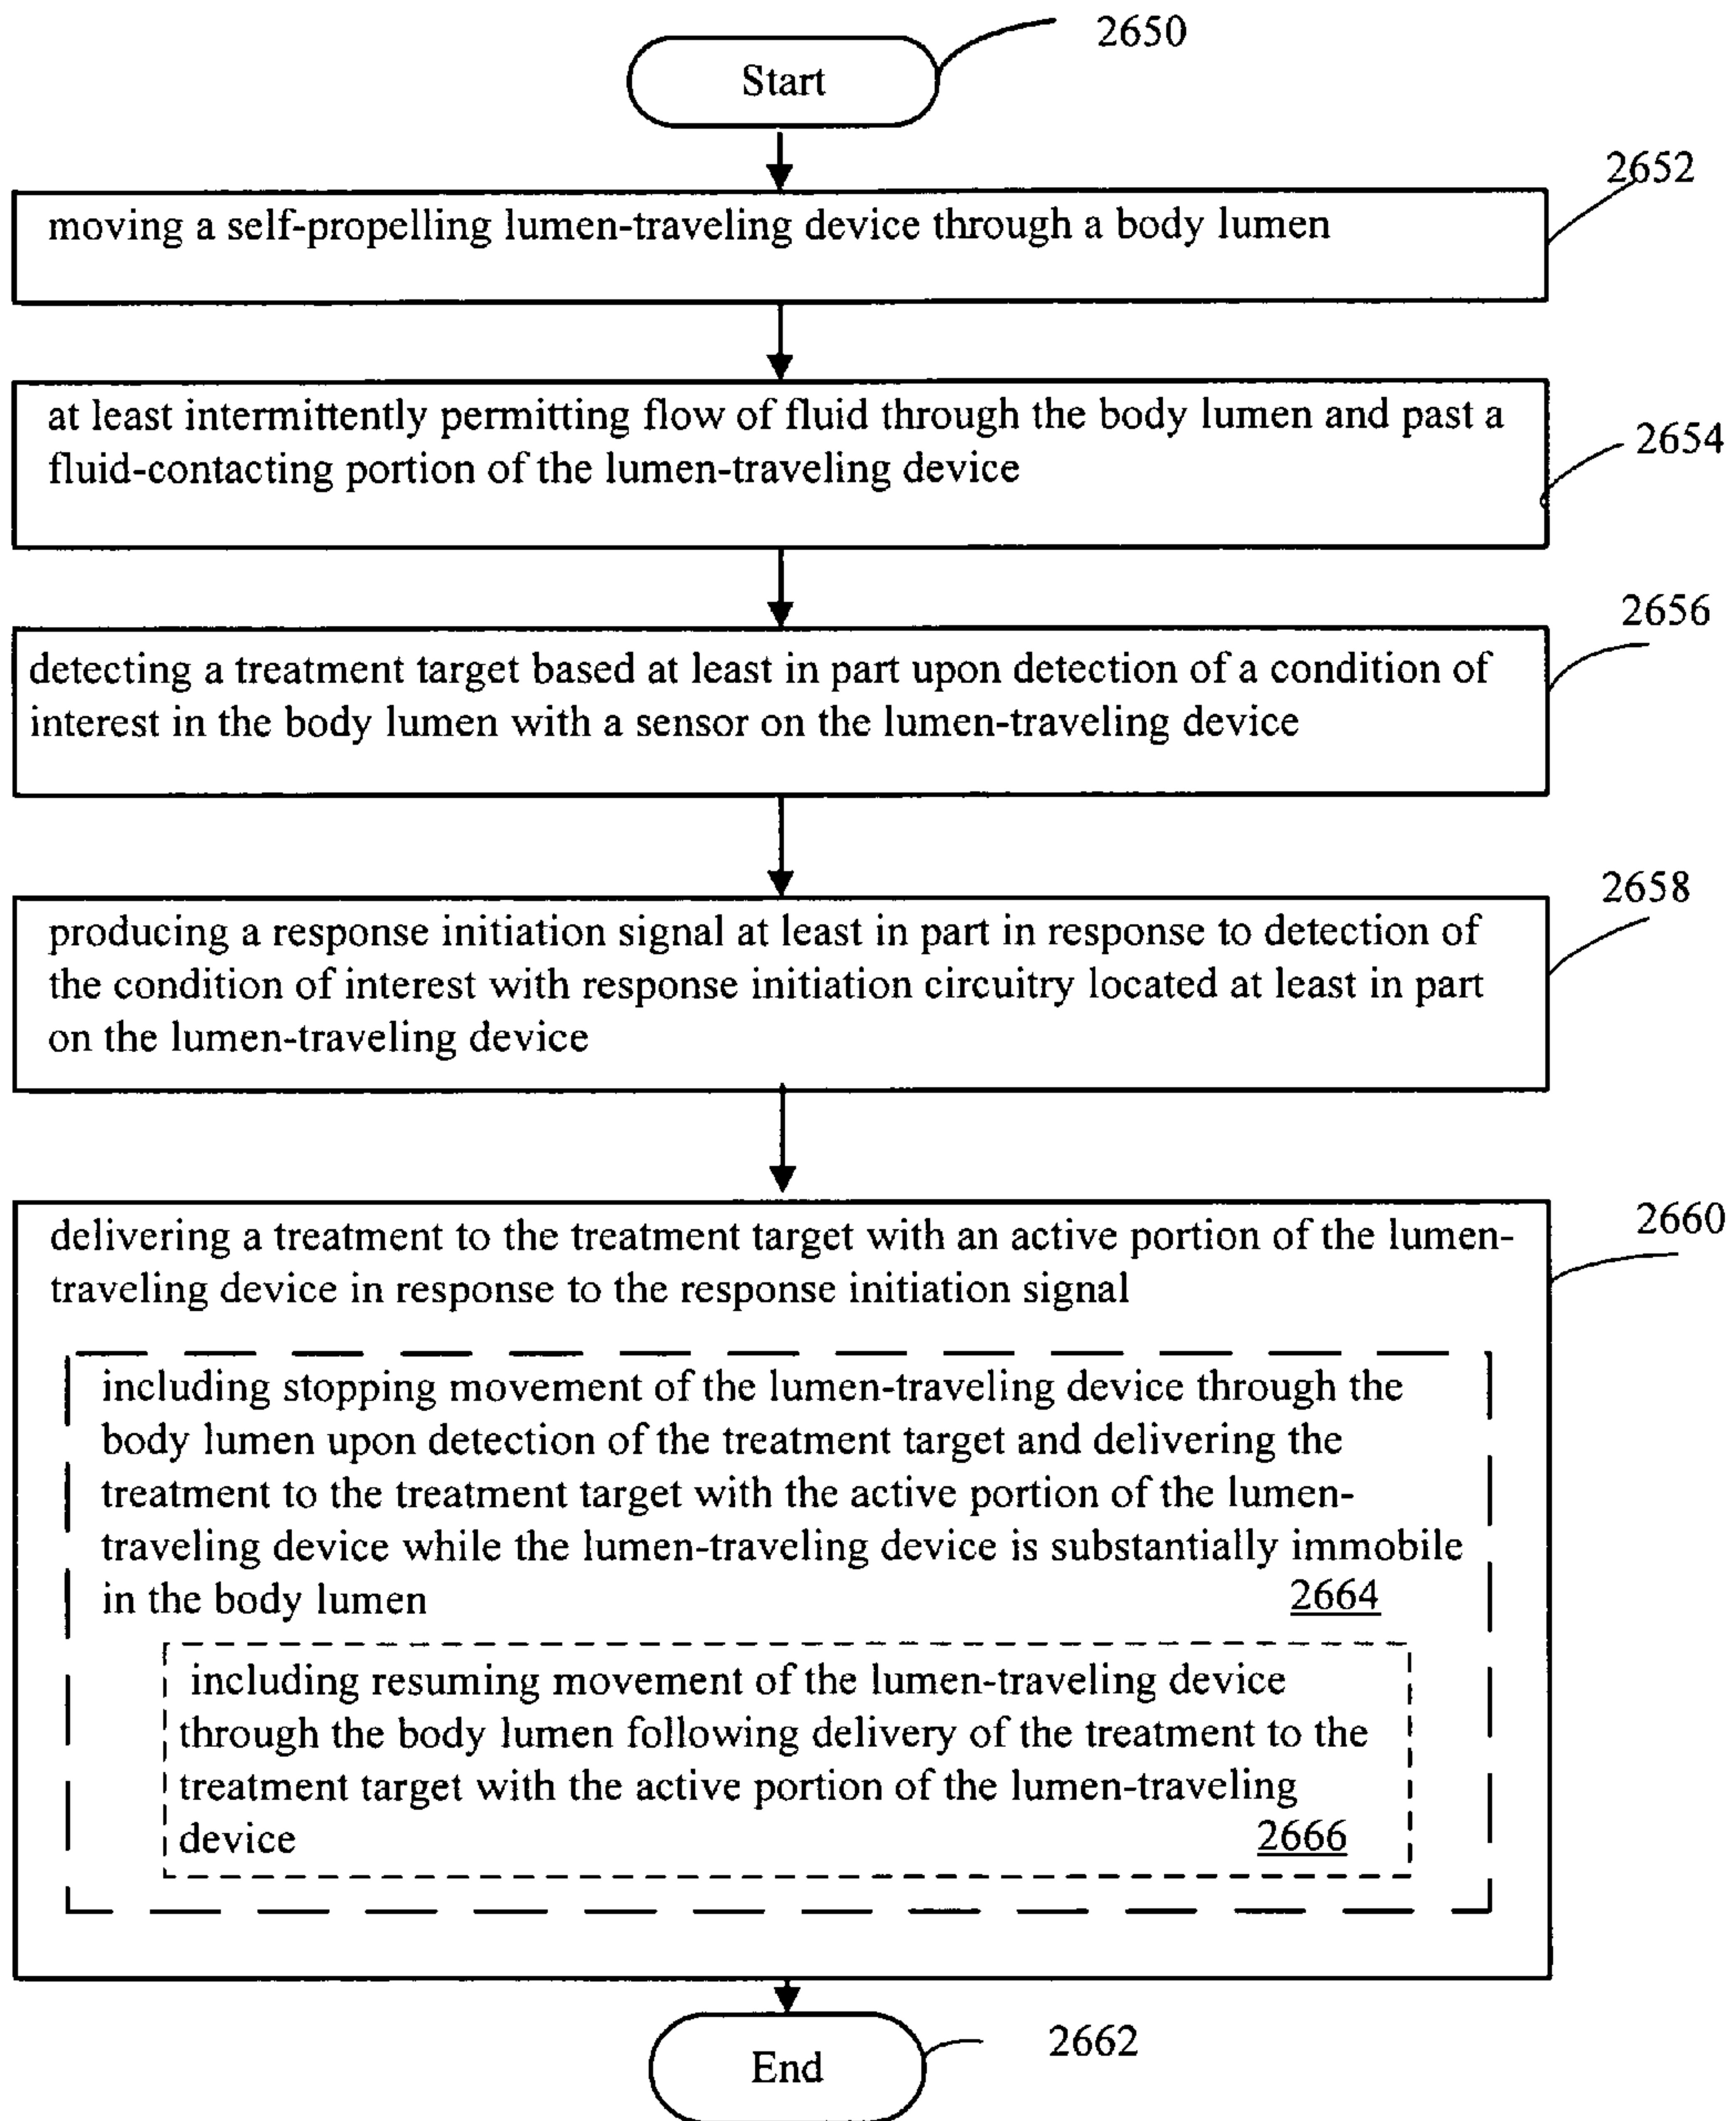 2650
Start
2652
moving a self-propelling lumen-traveling device through a body lumen
at least intermittently permitting flow of fluid through the body lumen and past a
fluid-contacting portion of the lumen-traveling device
2654
2656
detecting a treatment target based at least in part upon detection of a condition of
interest in the body lumen with a sensor on the lumen-traveling device
2658
producing a response initiation signal at least in part in response to detection of
the condition of interest with response initiation circuitry located at least in part
on the lumen-traveling device
2660
delivering a treatment to the treatment target with an active portion of the lumen-
traveling device in response to the response initiation signal
including stopping movement of the lumen-traveling device through the
body lumen upon detection of the treatment target and delivering the
treatment to the treatment target with the active portion of the lumen-
traveling device while the lumen-traveling device is substantially immobile
in the body lumen 2664
including resuming movement of the lumen-traveling device
through the body lumen following delivery of the treatment to the
treatment target with the active portion of the lumen-traveling
device 2666
End
2662